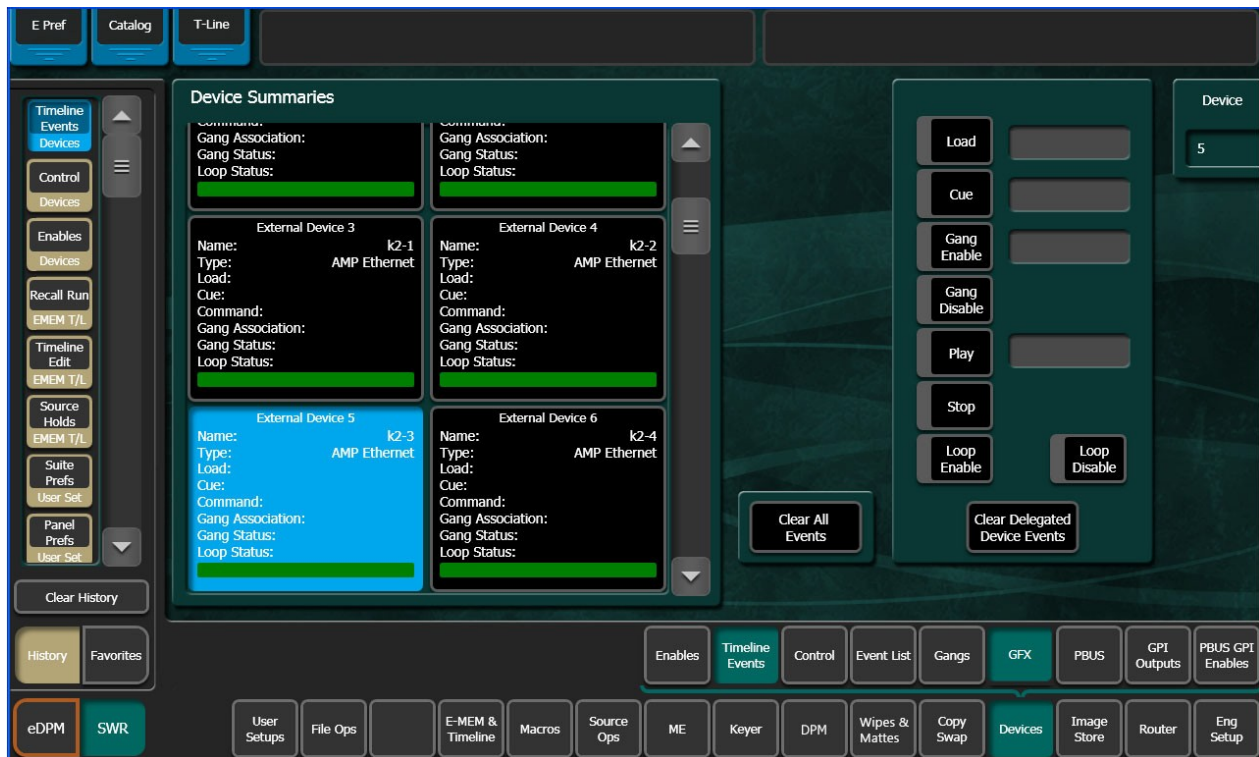 E Pref
Catalog
T-Line
Timeline
Events
Devices
Control
Devices
Enables
Devices
Recall Run
EMEM T/L
Timeline
Edit
EMEM T/L
Source
Holds
EMEM T/L
Suite
Prefs
User Set
Panel
Prefs
User Set
Clear History
History
Favorites
eDPM
SWR
Device Summaries
Command:
Gang Association:
Gang Status:
Loop Status:
Command:
Gang Association:
Gang Status:
Loop Status:
External Device 3
Name: k2-1
Type: AMP Ethernet
Load:
Cue:
Command:
Gang Association:
Gang Status:
Loop Status:
External Device 4
Name: k2-2
Type: AMP Ethernet
Load:
Cue:
Command:
Gang Association:
Gang Status:
Loop Status:
External Device 5
Name: k2-3
Type: AMP Ethernet
Load:
Cue:
Command:
Gang Association:
Gang Status:
Loop Status:
External Device 6
Name: k2-4
Type: AMP Ethernet
Load:
Cue:
Command:
Gang Association:
Gang Status:
Loop Status:
Clear All
Events
Load
Cue
Gang
Enable
Gang
Disable
Play
Stop
Loop
Enable
Loop
Disable
Clear Delegated
Device Events
Device
5
Enables
Timeline
Events
Control
Event List
Gangs
GFX
PBUS
GPI
Outputs
PBUS GPI
Enables
User
Setups
File Ops
E-MEM &
Timeline
Macros
Source
Ops
ME
Keyer
DPM
Wipes &
Mattes
Copy
Swap
Devices
Image
Store
Router
Eng
Setup